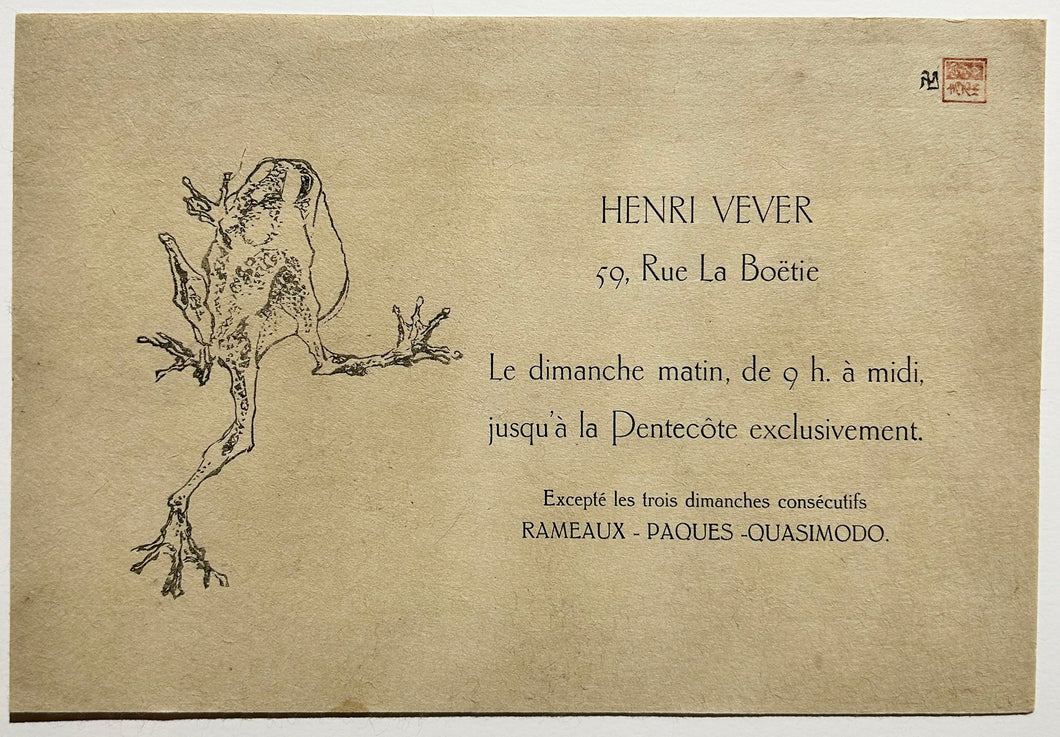 HENRI VEVER
59, Rue La Boëtie
Le dimanche matin, de 9 h. à midi,
jusqu'à la Pentecôte exclusivement.
Excepté les trois dimanches consécutifs
RAMEAUX - PAQUES -QUASIMODO.